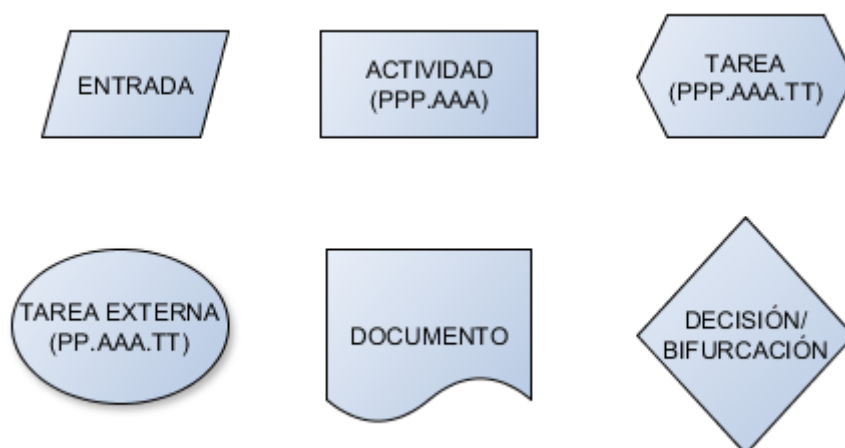 ENTRADA
ACTIVIDAD
(PPP.AAA)
TAREA
(PPP.AAA.TT)
TAREA EXTERNA
(PP.AAA.TT)
DOCUMENTO
DECISIÓN/
BIFURCACIÓN